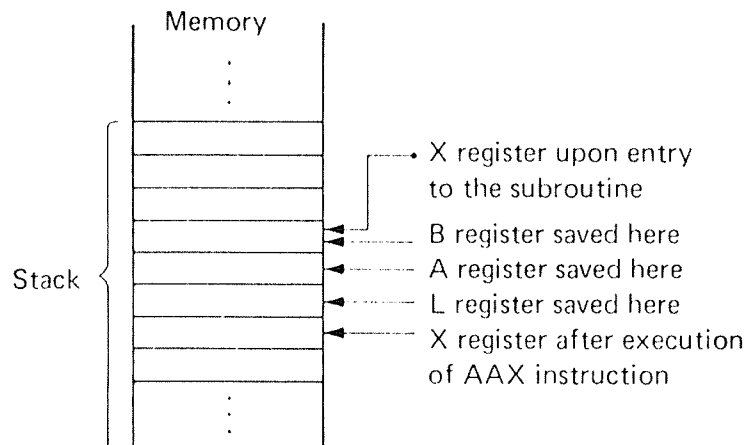 Memory
X register upon entry
to the subroutine
B register saved here
Stack
A register saved here
L register saved here
X register after execution
of AAX instruction